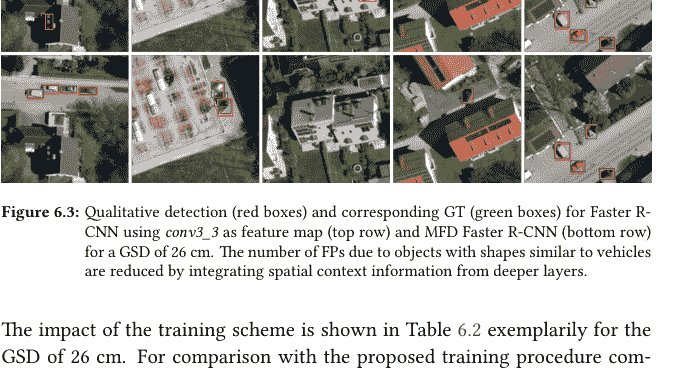 Figure 6.3: Qualitative detection (red boxes) and corresponding GT (green boxes) for Faster R-
CNN using conv3_3 as feature map (top row) and MFD Faster R-CNN (bottom row)
for a GSD of 26 cm. The number of FPs due to objects with shapes similar to vehicles
are reduced by integrating spatial context information from deeper layers.
The impact of the training scheme is shown in Table 6.2 exemplarily for the
GSD of 26 cm. For comparison with the proposed training procedure com-